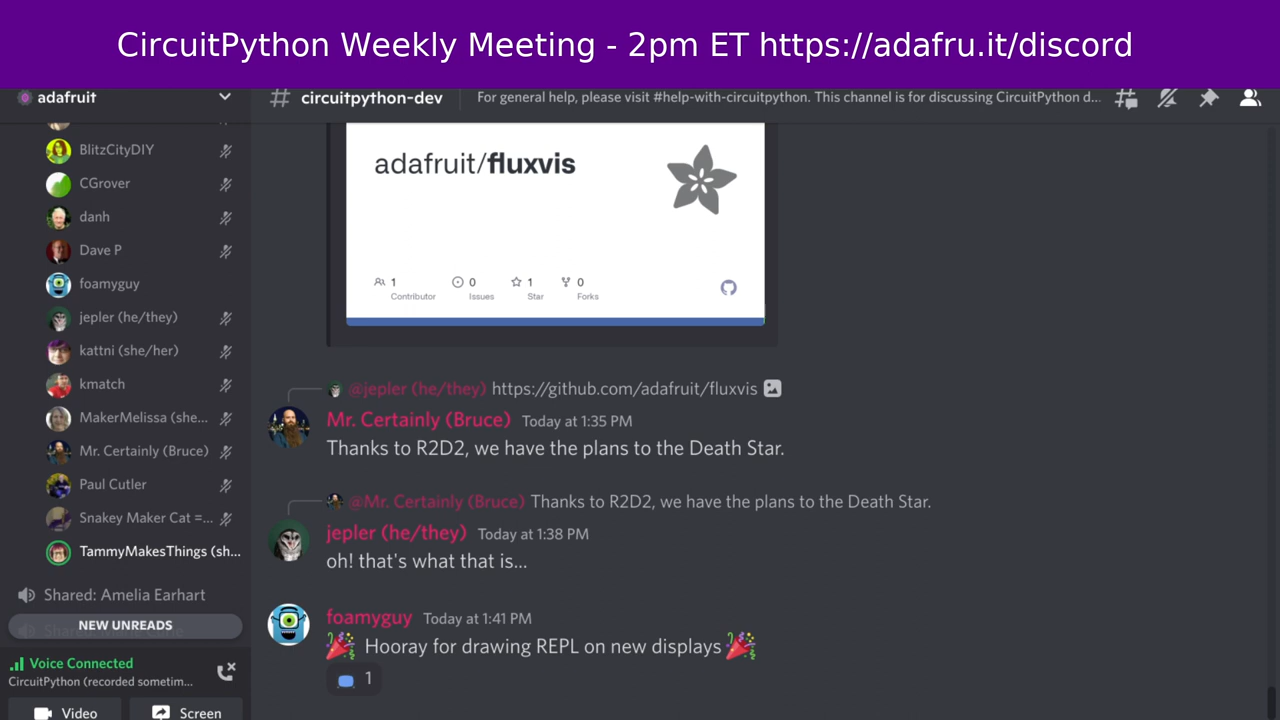 CircuitPython Weekly Meeting - 2pm ET https://adafru.it/discord
adafruit
circuitpython-dev
For general help, please visit #help-with-circuitpython. This channel is for discussing CircuitPython d...
BlitzCityDIY
CGrover
danh
Dave P
foamyguy
jepler (he/they)
kattni (she/her)
kmatch
MakerMelissa (she...
Mr. Certainly (Bruce)
Paul Cutler
Snakey Maker Cat =...
TammyMakesThings (sh...
Shared: Amelia Earhart
NEW UNREADS
Voice Connected
CircuitPython (recorded sometim...
Video
Screen
adafruit/fluxvis
1
Contributor
0
Issues
1
Star
0
Forks
@jepler (he/they) https://github.com/adafruit/fluxvis
Mr. Certainly (Bruce) Today at 1:35 PM
Thanks to R2D2, we have the plans to the Death Star.
@Mr. Certainly (Bruce) Thanks to R2D2, we have the plans to the Death Star.
jepler (he/they) Today at 1:38 PM
oh! that's what that is...
foamyguy Today at 1:41 PM
🎉 Hooray for drawing REPL on new displays 🎉
1